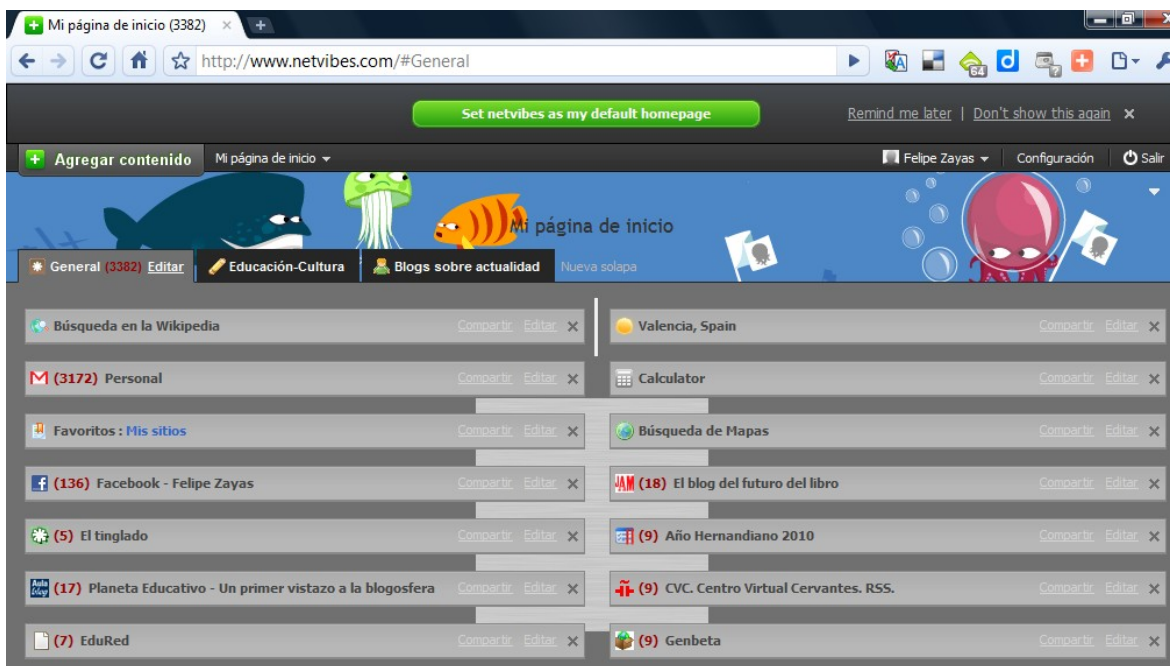 Mi página de inicio (3382)
http://www.netvibes.com/#General
64
?
Set netvibes as my default homepage
Remind me later | Don't show this again
Agregar contenido
Mi página de inicio
Felipe Zayas
Configuración
Salir
Mi página de inicio
General (3382) Editar
Educación-Cultura
Blogs sobre actualidad
Nueva solapa
Búsqueda en la Wikipedia Compartir Editar
Valencia, Spain Compartir Editar
(3172) Personal Compartir Editar
Calculator Compartir Editar
Favoritos : Mis sitios Compartir Editar
Búsqueda de Mapas Compartir Editar
(136) Facebook - Felipe Zayas Compartir Editar
JAM (18) El blog del futuro del libro Compartir Editar
(5) El tinglado Compartir Editar
(9) Año Hernandiano 2010 Compartir Editar
Aula blog (17) Planeta Educativo - Un primer vistazo a la blogosfera Compartir Editar
(9) CVC. Centro Virtual Cervantes. RSS. Compartir Editar
(7) EduRed Compartir Editar
(9) Genbeta Compartir Editar